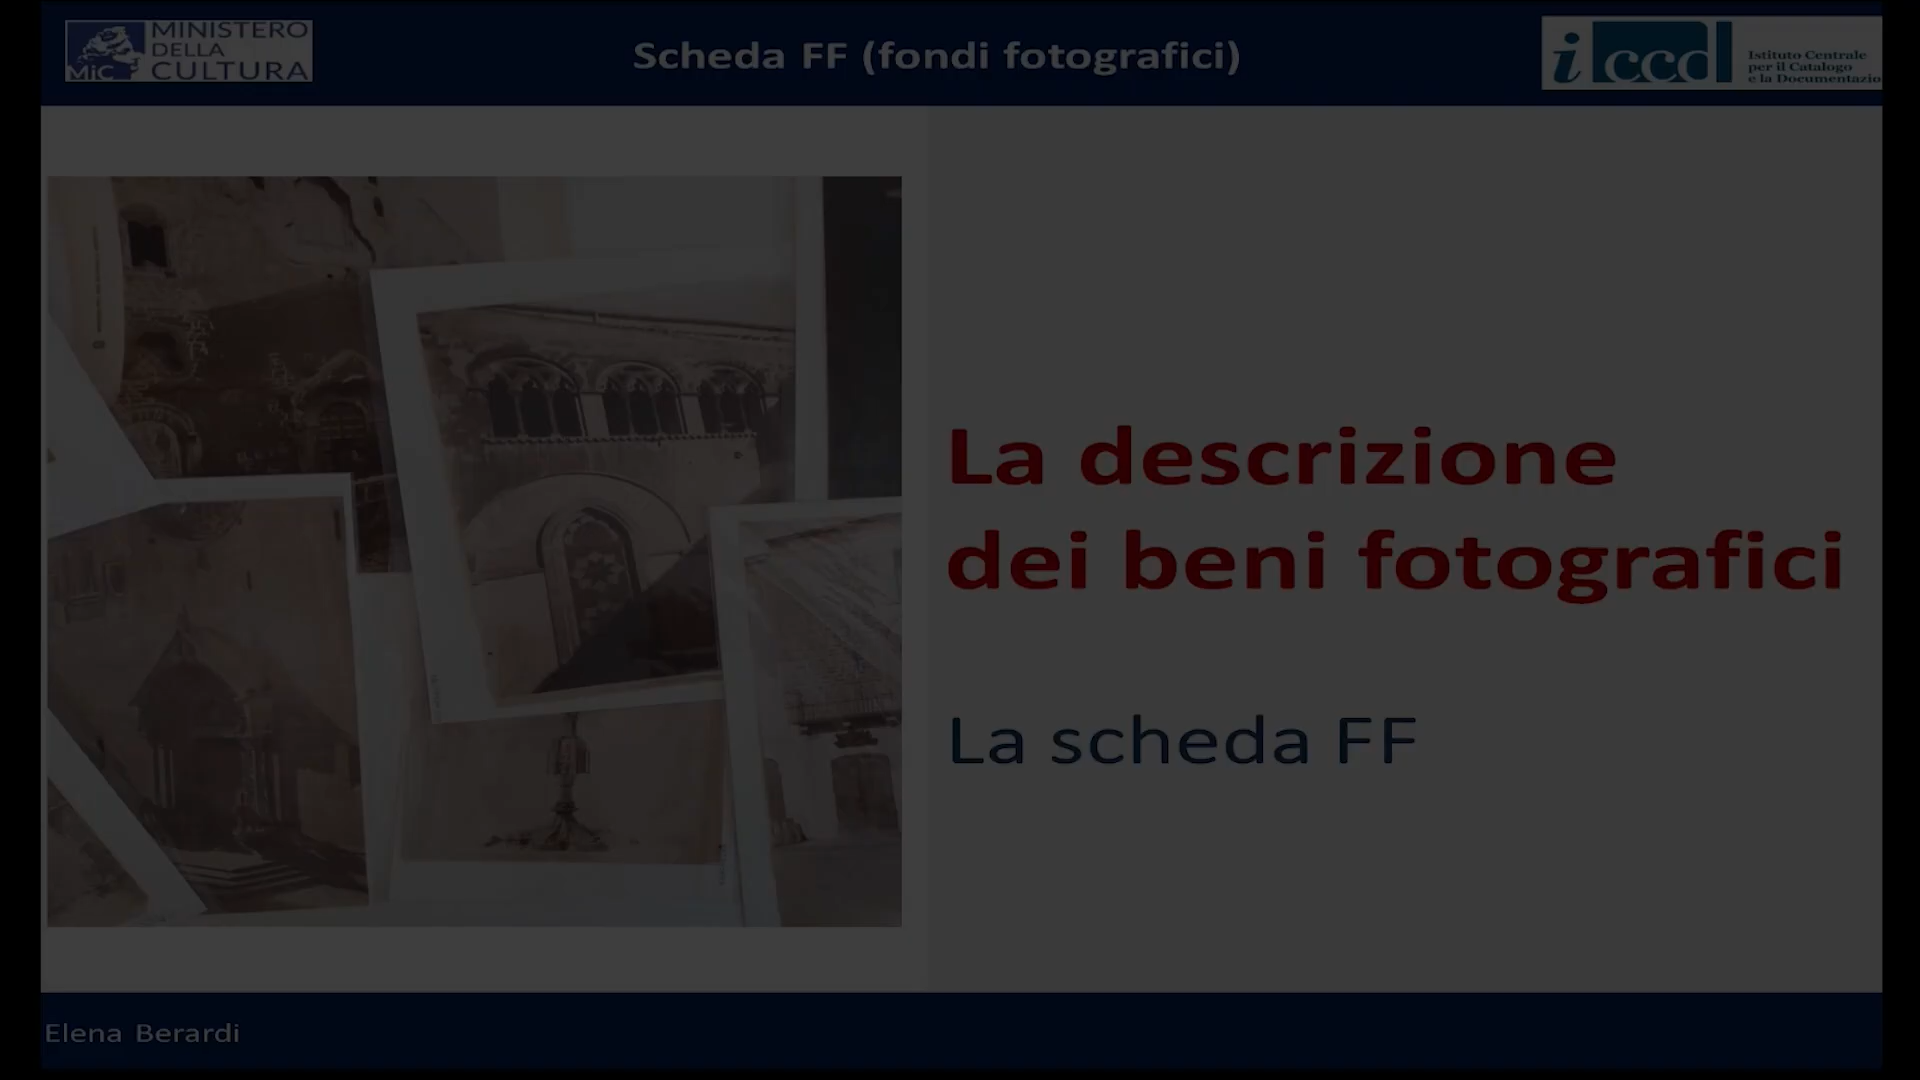 MINISTERO
DELLA
CULTURA
MiC
Scheda FF (fondi fotografici)
iccd
Istituto Centrale
per il Catalogo
e la Documentazio
La descrizione
dei beni fotografici
La scheda FF
Elena Berardi